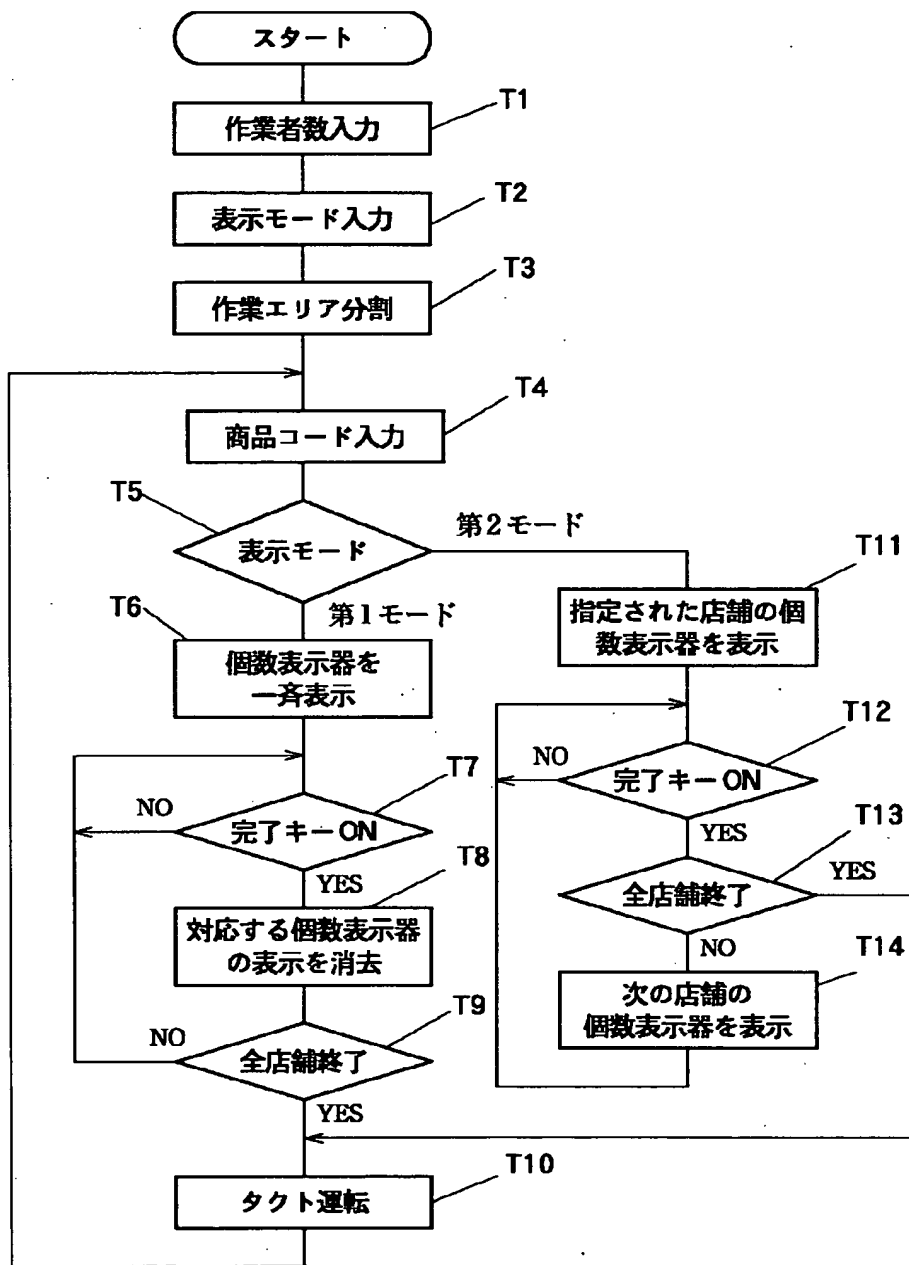 スタート
T1
作業者数入力
T2
表示モード入力
T3
作業エリア分割
T4
商品コード入力
T5
表示モード
第2モード
T11
指定された店舗の個
数表示器を表示
T6
第1モード
個数表示器を
一斉表示
T12
NO
完了キーON
YES
T7
NO
完了キーON
YES
T13
全店舗終了
YES
NO
T8
対応する個数表示器
の表示を消去
T14
次の店舗の
個数表示器を表示
T9
NO
全店舗終了
YES
T10
タクト運転